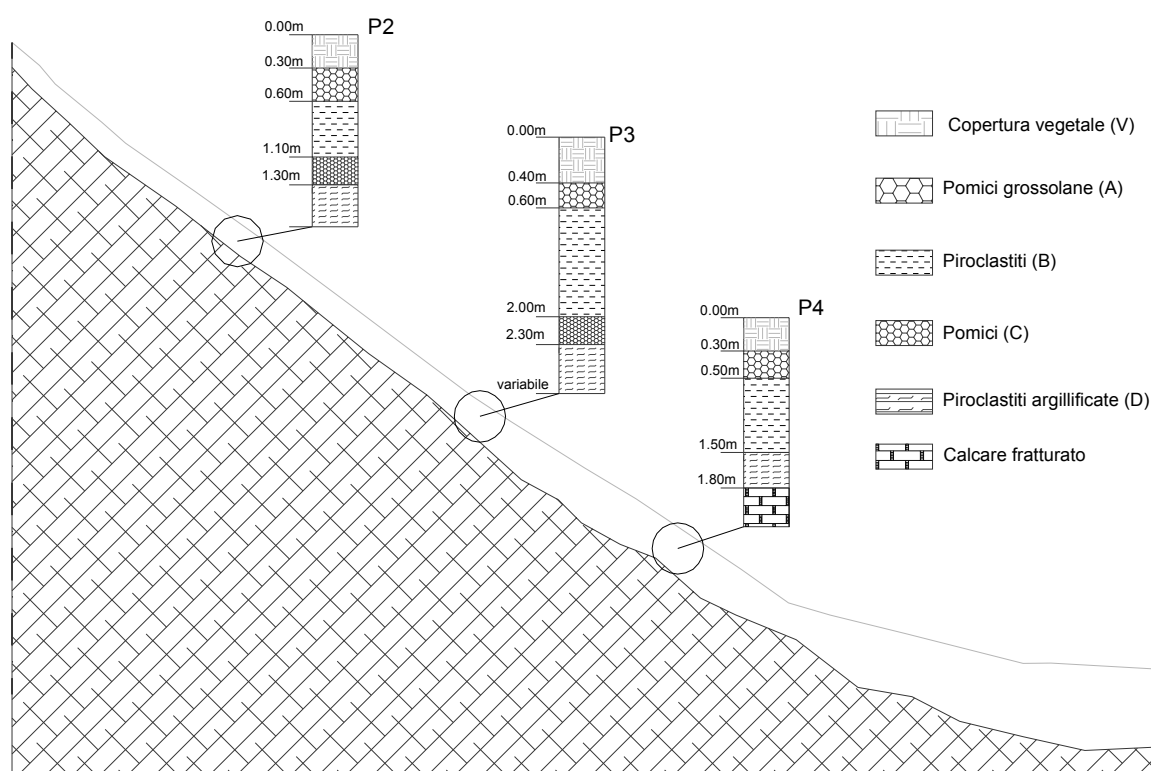 P2
0.00m
0.30m
0.60m
1.10m
1.30m
P3
0.00m
0.40m
0.60m
2.00m
2.30m
variabile
P4
0.00m
0.30m
0.50m
1.50m
1.80m
Copertura vegetale (V)
Pomici grossolane (A)
Piroclastiti (B)
Pomici (C)
Piroclastiti argillificate (D)
Calcare fratturato